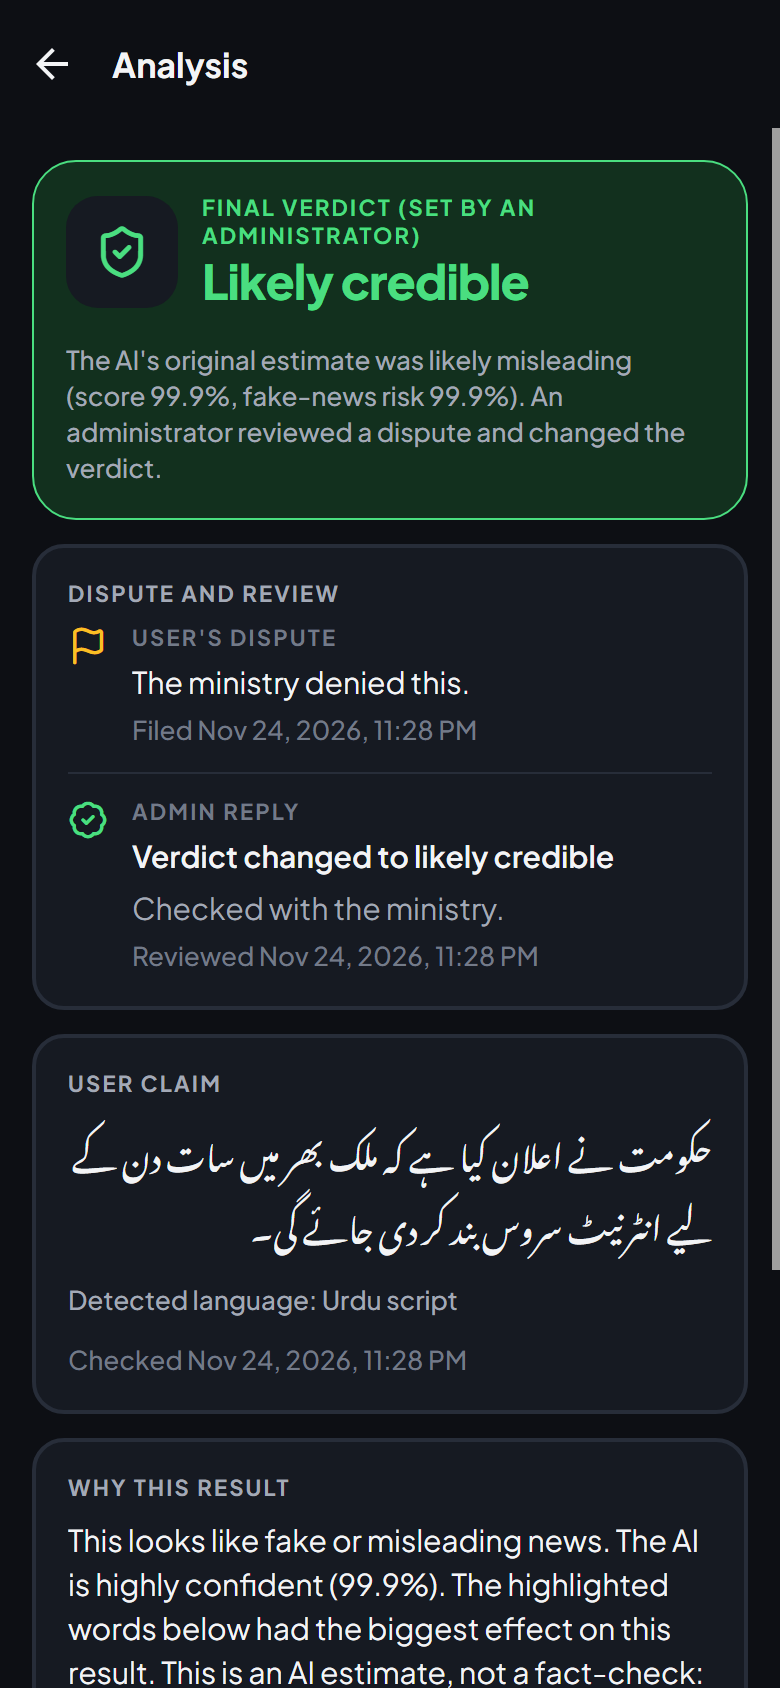 Analysis
FINAL VERDICT (SET BY AN
ADMINISTRATOR)
Likely credible
The AI's original estimate was likely misleading
(score 99.9%, fake-news risk 99.9%). An
administrator reviewed a dispute and changed the
verdict.
DISPUTE AND REVIEW
USER'S DISPUTE
The ministry denied this.
Filed Nov 24, 2026, 11:28 PM
ADMIN REPLY
Verdict changed to likely credible
Checked with the ministry.
Reviewed Nov 24, 2026, 11:28 PM
USER CLAIM
حکومت نے اعلان کیا ہے کہ ملک بھر میں سات دن کے
لیے انٹرنیٹ سروس بند کر دی جائے گی۔
Detected language: Urdu script
Checked Nov 24, 2026, 11:28 PM
WHY THIS RESULT
This looks like fake or misleading news. The AI
is highly confident (99.9%). The highlighted
words below had the biggest effect on this
result. This is an AI estimate, not a fact-check: